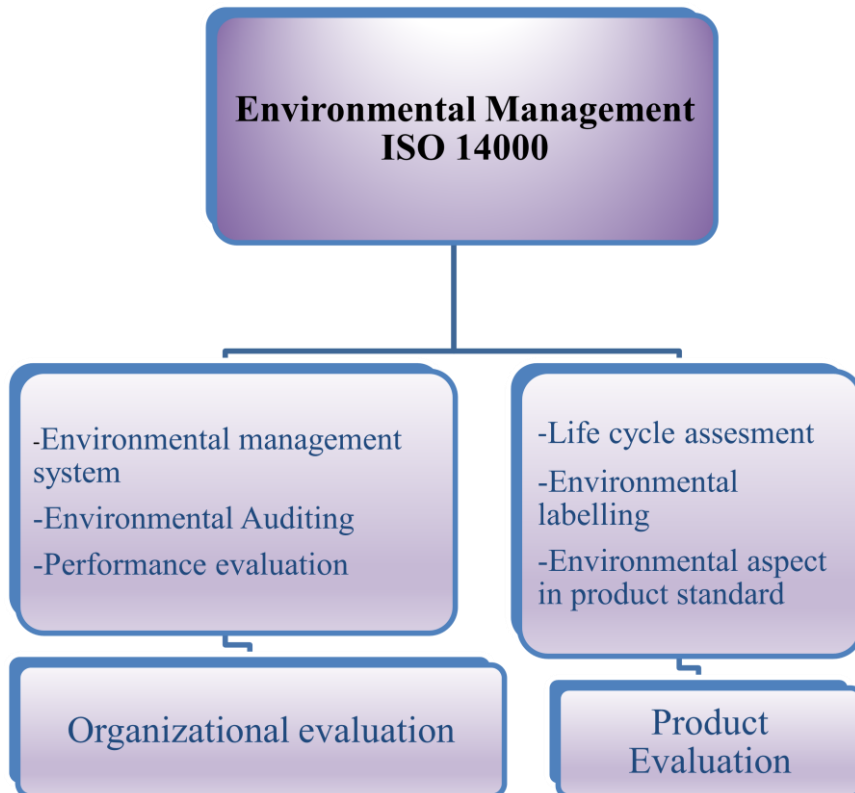 Environmental Management
ISO 14000
-Environmental management
system
-Environmental Auditing
-Performance evaluation
-Life cycle assesment
-Environmental
labelling
-Environmental aspect
in product standard
Organizational evaluation
Product
Evaluation